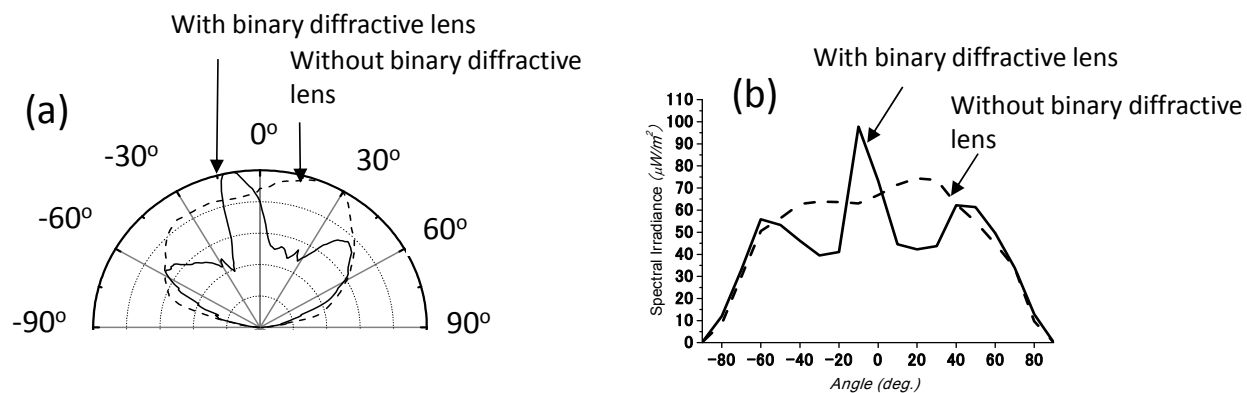 With binary diffractive lens
Without binary diffractive
lens
(a)
0°
-30°
30°
-60°
60°
-90°
90°
With binary diffractive lens
(b)
Without binary diffractive
lens
110
100
90
80
70
60
50
40
30
20
10
0
Spectral Irradiance (μW/m²)
−80 −60 −40 −20 0 20 40 60 80
Angle (deg.)